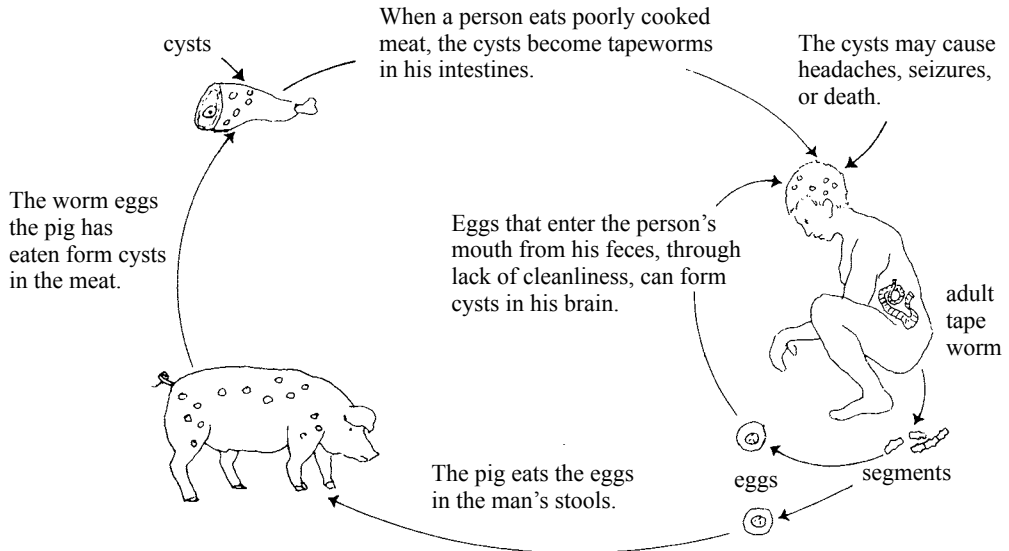 cysts
When a person eats poorly cooked
meat, the cysts become tapeworms
in his intestines.
The cysts may cause
headaches, seizures,
or death.
The worm eggs
the pig has
eaten form cysts
in the meat.
Eggs that enter the person’s
mouth from his feces, through
lack of cleanliness, can form
cysts in his brain.
adult
tape
worm
The pig eats the eggs
in the man’s stools.
eggs
segments